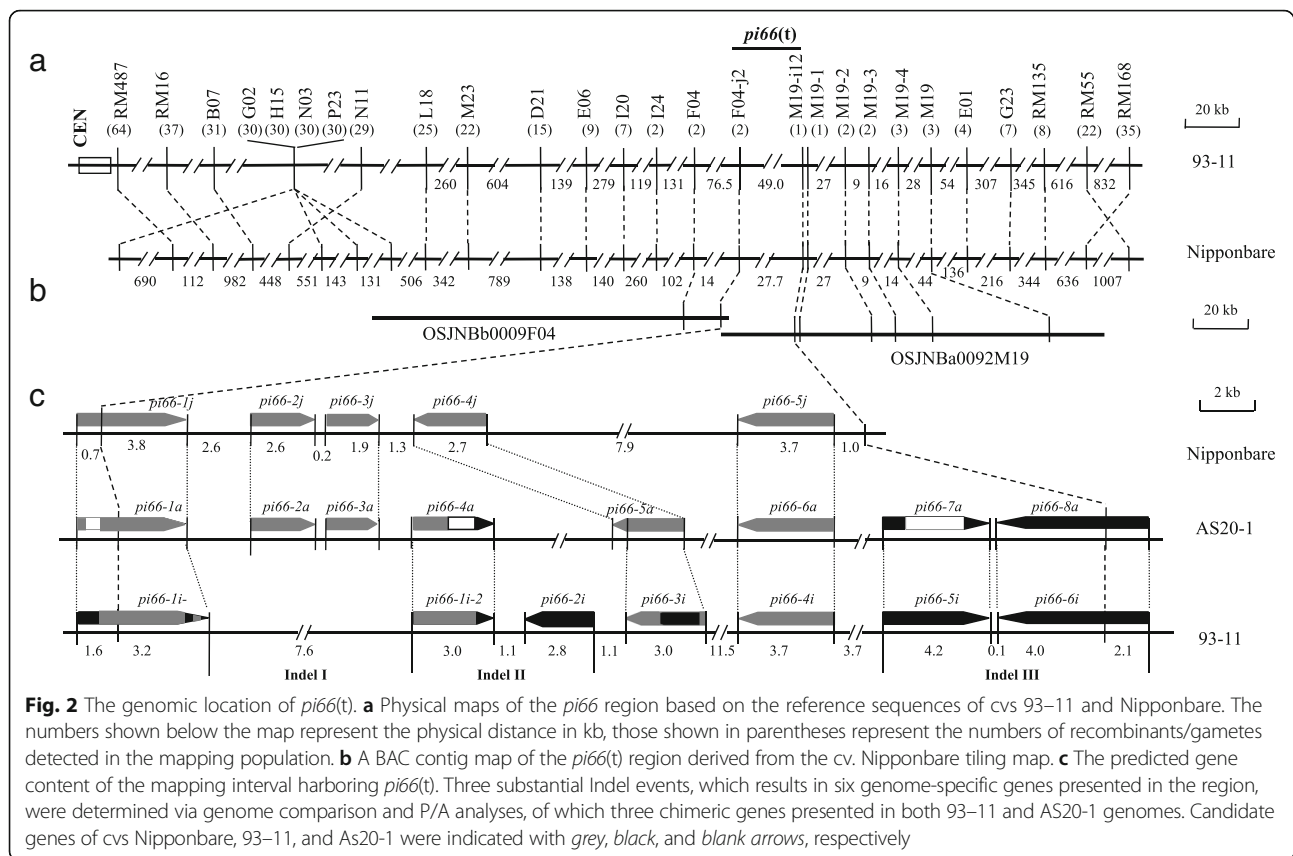 a
pi66(t)
CEN
RM487 RM16 B07 G02 H15 N03 P23 N11 L18 M23 D21 E06 I20 I24 F04 F04-j2 M19-i12 M19-1 M19-2 M19-3 M19-4 M19 E01 G23 RM135 RM55 RM168
20 kb
(64) (37) (31) (30) (30) (30) (30) (29) (25) (22) (15) (9) (7) (2) (2) (2) (1) (1) (2) (2) (3) (3) (4) (7) (8) (22) (35)
93-11
260 604 139 279 119 131 76.5 49.0 27 9 16 28 54 307 345 616 832
Nipponbare
690 112 982 448 551 143 131 506 342 789 138 140 260 102 14 27.7 27 9 14 44 136 216 344 636 1007
b
OSJNBb0009F04
20 kb
OSJNBa0092M19
c
2 kb
pi66-1j pi66-2j pi66-3j pi66-4j pi66-5j
0.7 3.8 2.6 2.6 0.2 1.9 1.3 2.7 7.9 3.7 1.0
Nipponbare
pi66-1a pi66-2a pi66-3a pi66-4a pi66-5a pi66-6a pi66-7a pi66-8a
AS20-1
pi66-1i- pi66-1i-2 pi66-2i pi66-3i pi66-4i pi66-5i pi66-6i
93-11
1.6 3.2 7.6 3.0 1.1 2.8 1.1 3.0 11.5 3.7 3.7 4.2 0.1 4.0 2.1
Indel I Indel II Indel III
Fig. 2 The genomic location of pi66(t). a Physical maps of the pi66 region based on the reference sequences of cvs 93–11 and Nipponbare. The
numbers shown below the map represent the physical distance in kb, those shown in parentheses represent the numbers of recombinants/gametes
detected in the mapping population. b A BAC contig map of the pi66(t) region derived from the cv. Nipponbare tiling map. c The predicted gene
content of the mapping interval harboring pi66(t). Three substantial Indel events, which results in six genome-specific genes presented in the region,
were determined via genome comparison and P/A analyses, of which three chimeric genes presented in both 93–11 and AS20-1 genomes. Candidate
genes of cvs Nipponbare, 93–11, and As20-1 were indicated with grey, black, and blank arrows, respectively